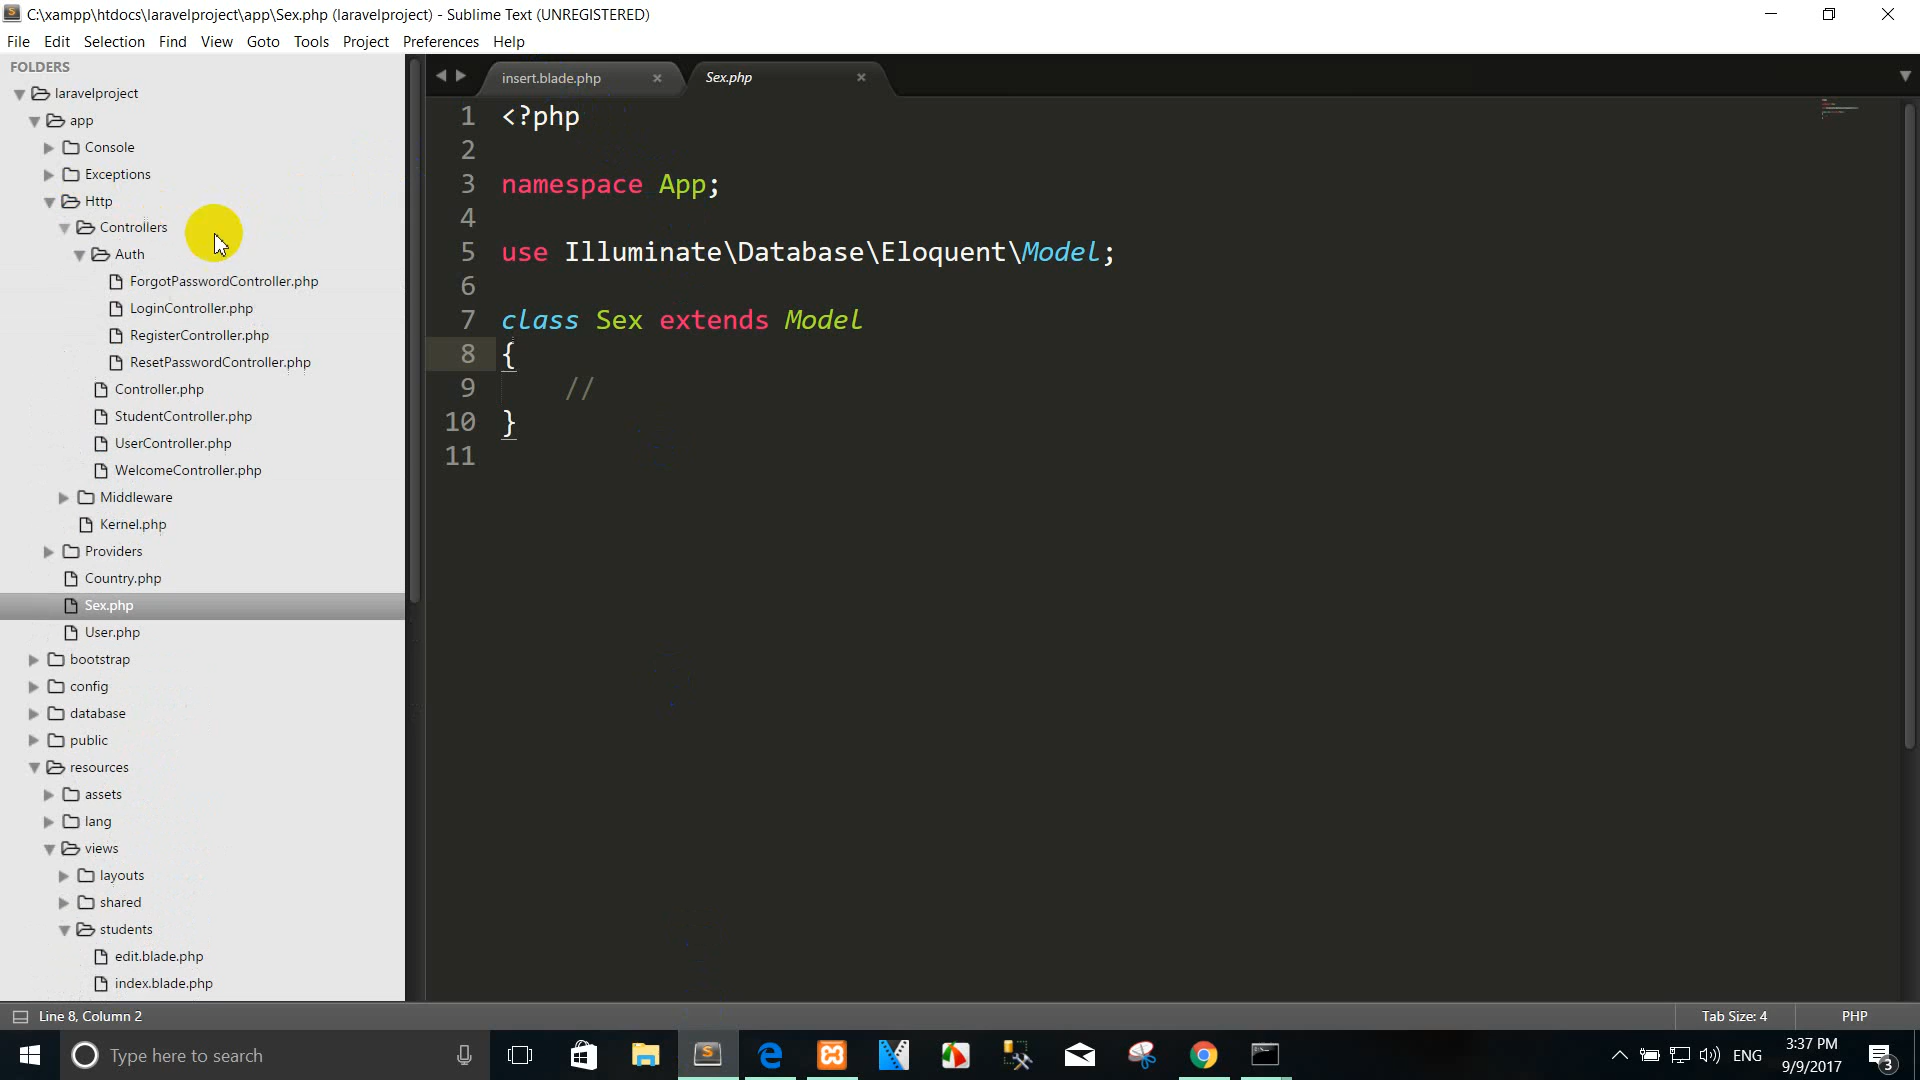 C:\xampp\htdocs\laravelproject\app\Sex.php (laravelproject) - Sublime Text (UNREGISTERED)
File Edit Selection Find View Goto Tools Project Preferences Help
FOLDERS
laravelproject
app
Console
Exceptions
Http
Controllers
Auth
ForgotPasswordController.php
LoginController.php
RegisterController.php
ResetPasswordController.php
Controller.php
StudentController.php
UserController.php
WelcomeController.php
Middleware
Kernel.php
Providers
Country.php
Sex.php
User.php
bootstrap
config
database
public
resources
assets
lang
views
layouts
shared
students
edit.blade.php
index.blade.php
insert.blade.php Sex.php
1 <?php
2
3 namespace App;
4
5 use Illuminate\Database\Eloquent\Model;
6
7 class Sex extends Model
8 {
9 //
10 }
11
Line 8, Column 2 Tab Size: 4 PHP
Type here to search ENG 3:37 PM
9/9/2017 3